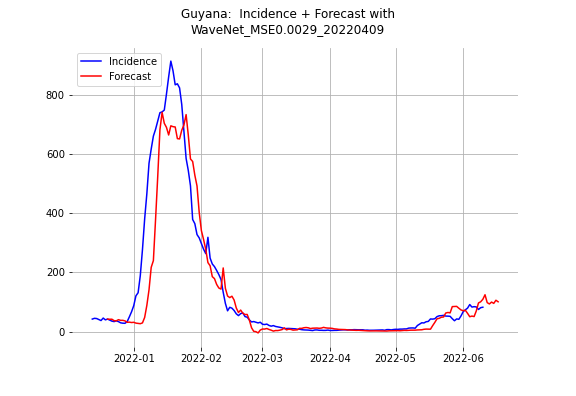 Guyana:  Incidence + Forecast with
WaveNet_MSE0.0029_20220409
Incidence
Forecast
800
600
400
200
0
2022-01
2022-02
2022-03
2022-04
2022-05
2022-06